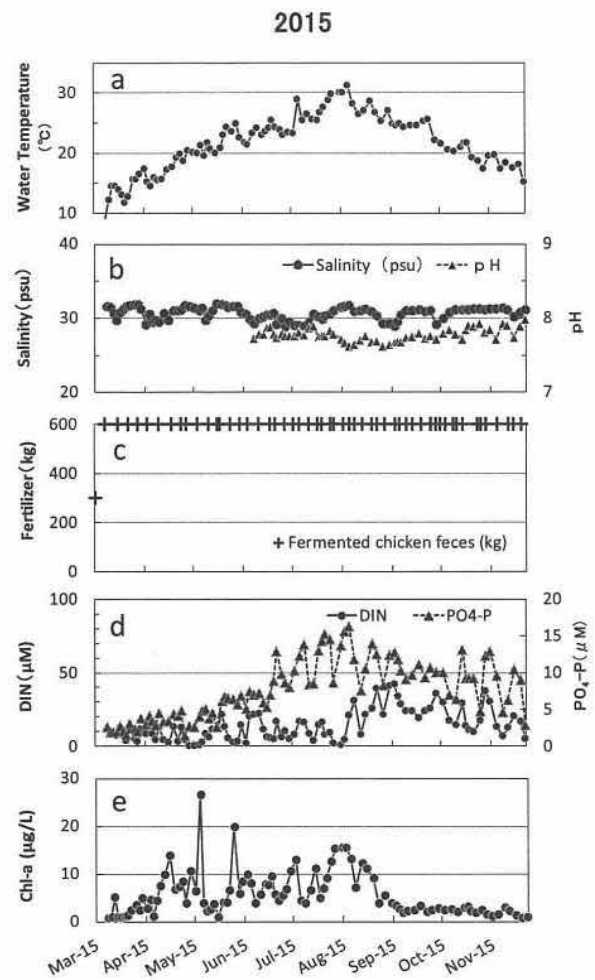 2015
a
Water Temperature
(℃)
30
20
10
b
Salinity (psu)
pH
Salinity(psu)
40
30
20
9
8
7
pH
c
Fertilizer(kg)
600
400
200
0
Fermented chicken feces (kg)
d
DIN
PO4-P
DIN(μM)
100
50
0
20
15
10
5
0
PO₄-P(μM)
e
Chl-a (μg/L)
30
20
10
0
Mar-15
Apr-15
May-15
Jun-15
Jul-15
Aug-15
Sep-15
Oct-15
Nov-15